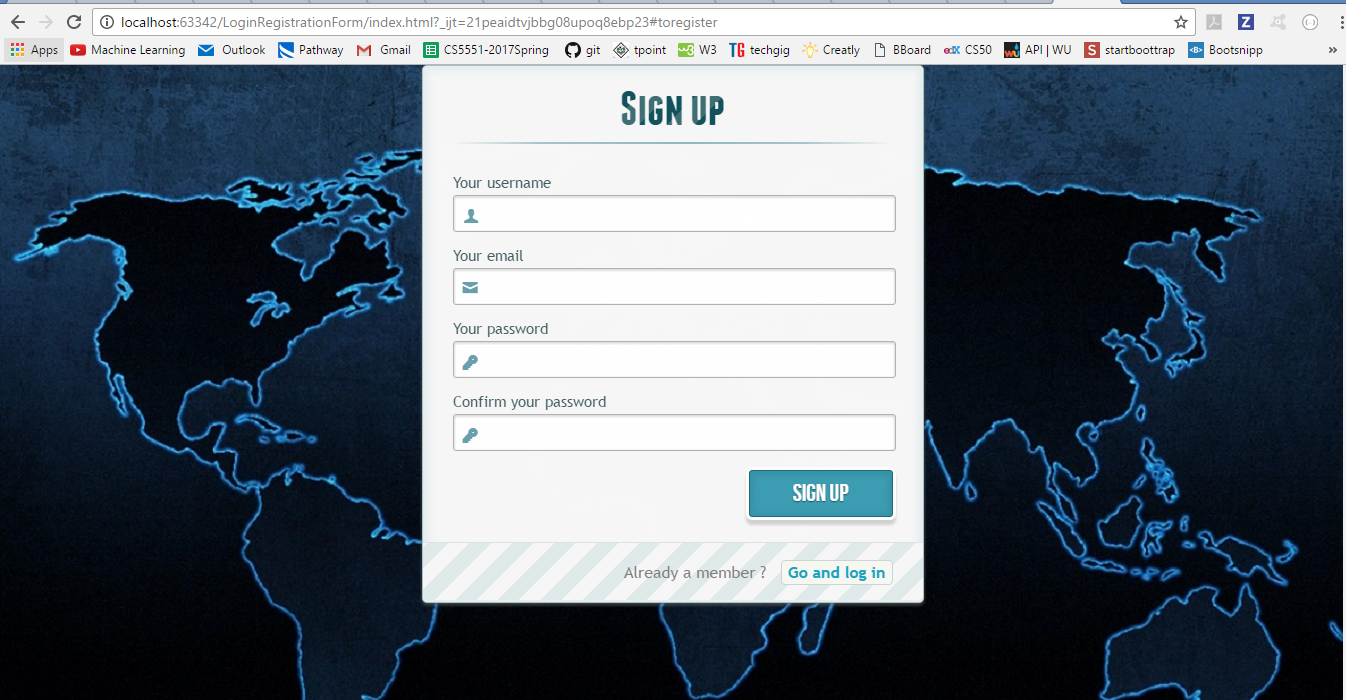 localhost:63342/LoginRegistrationForm/index.html?_ijt=21peaidtvjbbg08upoq8ebp23#toregister
Apps Machine Learning Outlook Pathway Gmail CS5551-2017Spring git tpoint W3 techgig Creatly BBoard CS50 API | WU startboottrap Bootsnipp »
Sign up
Your username
Your email
Your password
Confirm your password
SIGN UP
Already a member ? Go and log in